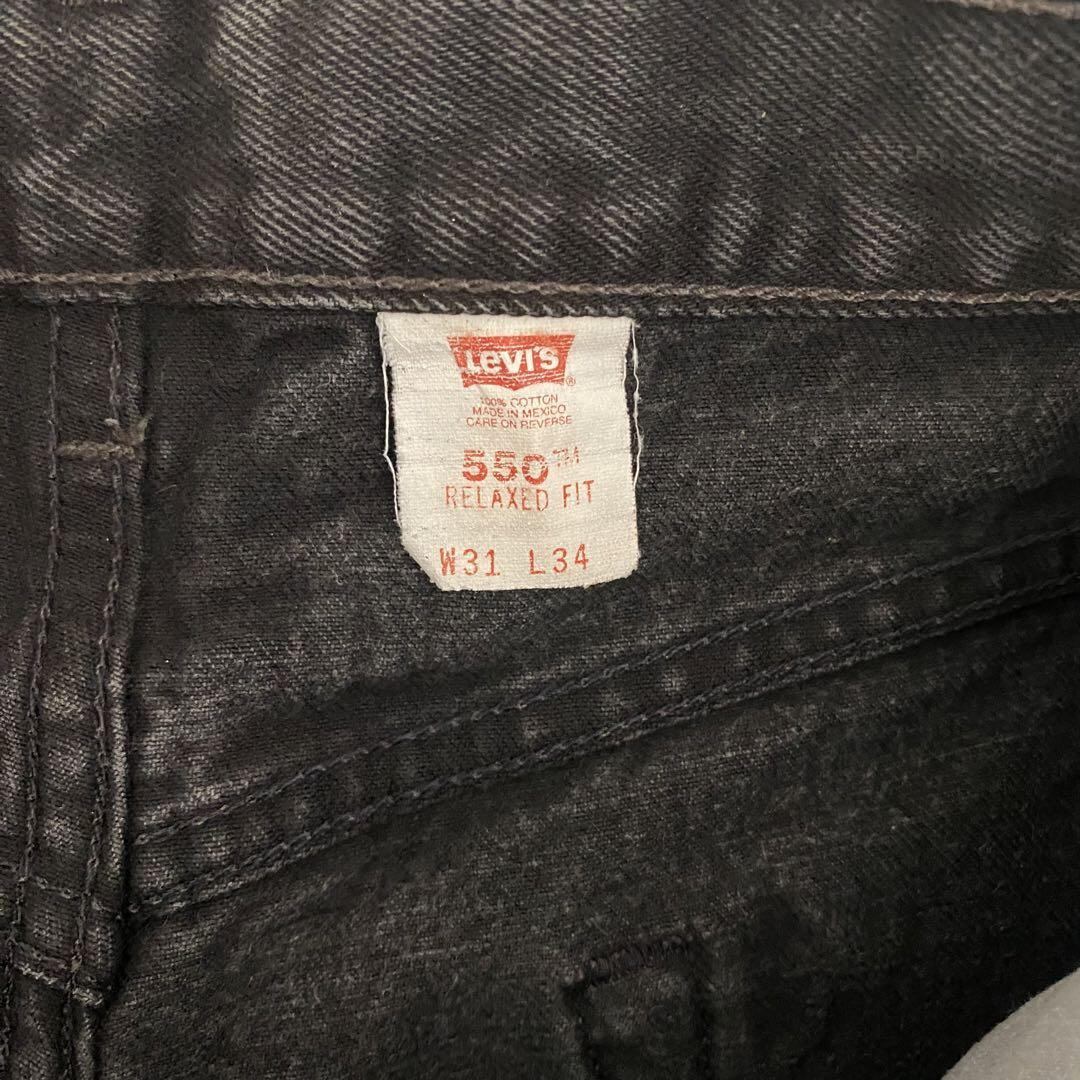 Levi's ®
100% COTTON
MADE IN MEXICO
CARE ON REVERSE
550™
RELAXED FIT
W31 L34